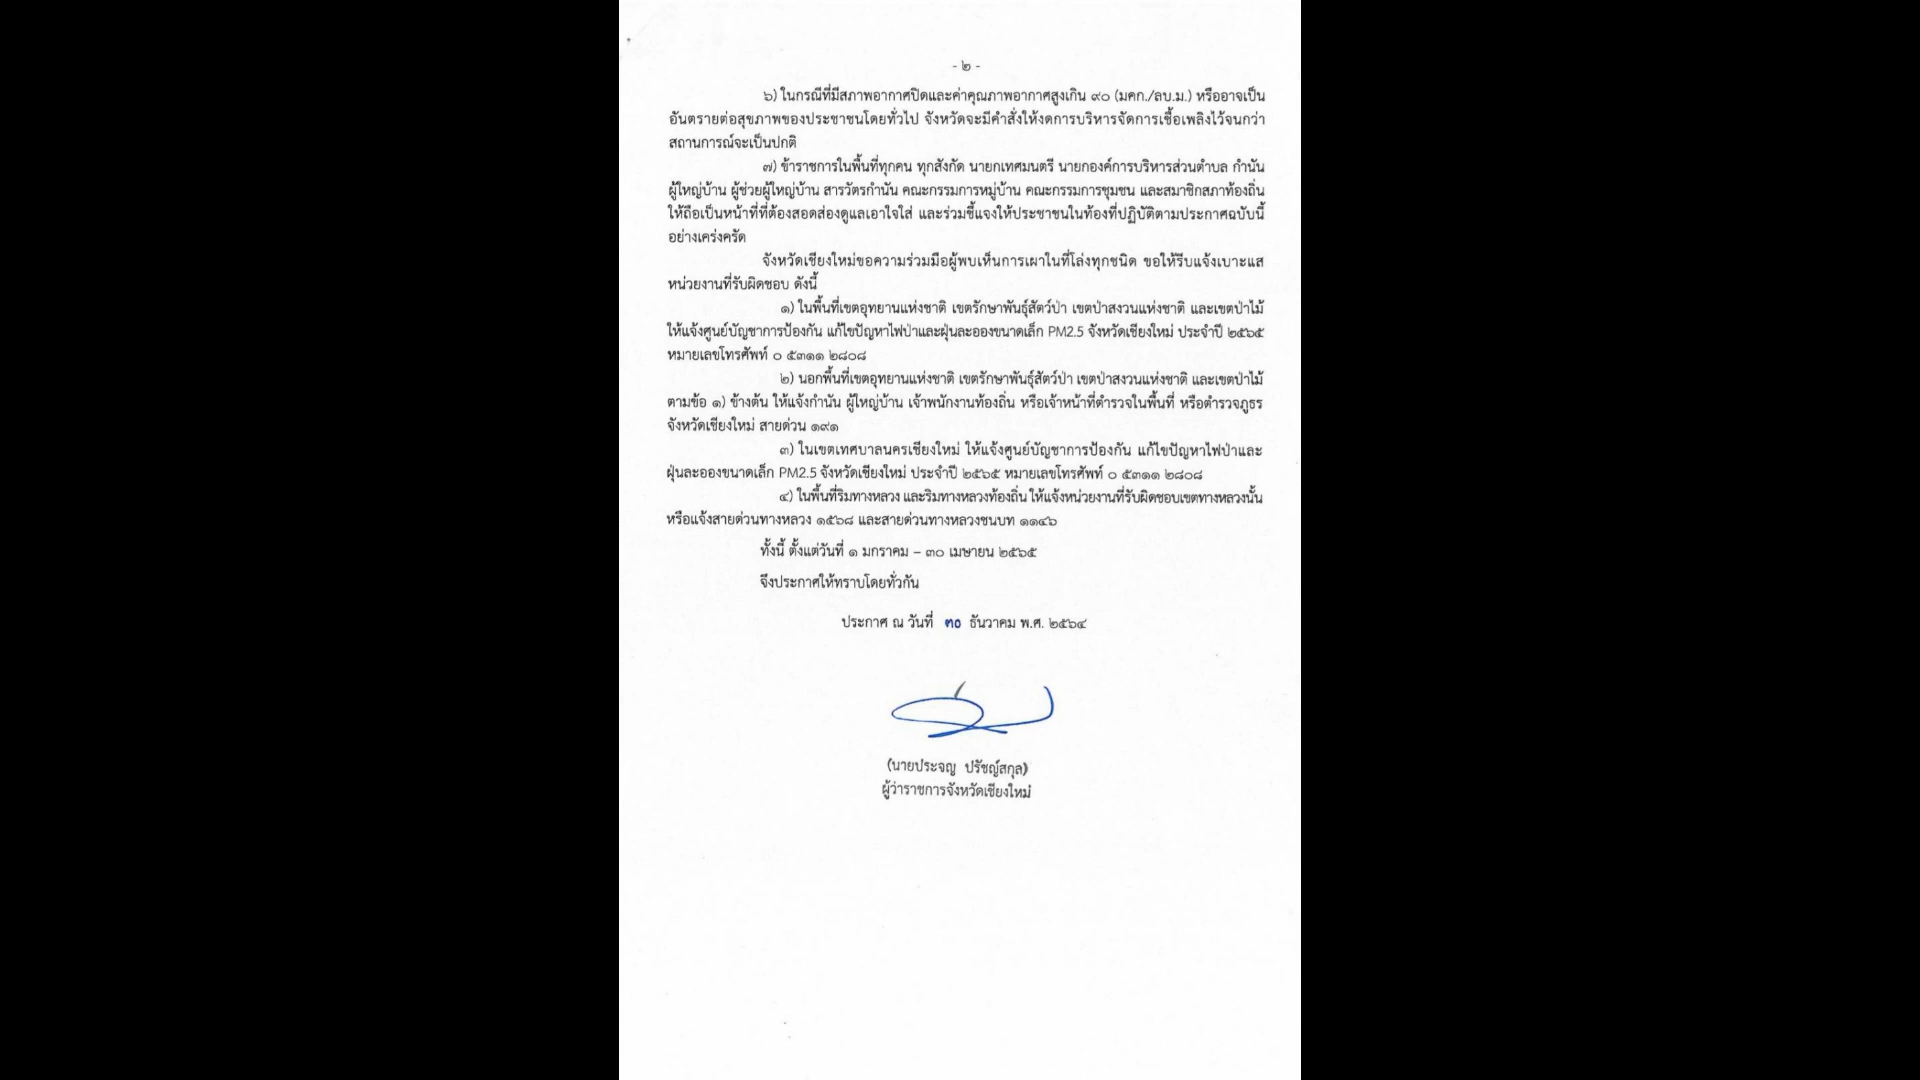 - ๒ -
๖) ในกรณีที่มีสภาพอากาศปิดและค่าคุณภาพอากาศสูงเกิน ๙๐ (มคก./ลบ.ม.) หรืออาจเป็น
อันตรายต่อสุขภาพของประชาชนโดยทั่วไป จังหวัดจะมีคำสั่งให้งดการบริหารจัดการเชื้อเพลิงไว้จนกว่า
สถานการณ์จะเป็นปกติ
๗) ข้าราชการในพื้นที่ทุกคน ทุกสังกัด นายกเทศมนตรี นายกองค์การบริหารส่วนตำบล กำนัน
ผู้ใหญ่บ้าน ผู้ช่วยผู้ใหญ่บ้าน สารวัตรกำนัน คณะกรรมการหมู่บ้าน คณะกรรมการชุมชน และสมาชิกสภาท้องถิ่น
ให้ถือเป็นหน้าที่ที่ต้องสอดส่องดูแลเอาใจใส่ และร่วมชี้แจงให้ประชาชนในท้องที่ปฏิบัติตามประกาศฉบับนี้
อย่างเคร่งครัด
จังหวัดเชียงใหม่ขอความร่วมมือผู้พบเห็นการเผาในที่โล่งทุกชนิด ขอให้รีบแจ้งเบาะแส
หน่วยงานที่รับผิดชอบ ดังนี้
๑) ในพื้นที่เขตอุทยานแห่งชาติ เขตรักษาพันธุ์สัตว์ป่า เขตป่าสงวนแห่งชาติ และเขตป่าไม้
ให้แจ้งศูนย์บัญชาการป้องกัน แก้ไขปัญหาไฟป่าและฝุ่นละอองขนาดเล็ก PM2.5 จังหวัดเชียงใหม่ ประจำปี ๒๕๖๕
หมายเลขโทรศัพท์ ๐ ๕๓๑๑ ๒๘๐๘
๒) นอกพื้นที่เขตอุทยานแห่งชาติ เขตรักษาพันธุ์สัตว์ป่า เขตป่าสงวนแห่งชาติ และเขตป่าไม้
ตามข้อ ๑) ข้างต้น ให้แจ้งกำนัน ผู้ใหญ่บ้าน เจ้าพนักงานท้องถิ่น หรือเจ้าหน้าที่ตำรวจในพื้นที่ หรือตำรวจภูธร
จังหวัดเชียงใหม่ สายด่วน ๑๙๑
๓) ในเขตเทศบาลนครเชียงใหม่ ให้แจ้งศูนย์บัญชาการป้องกัน แก้ไขปัญหาไฟป่าและ
ฝุ่นละอองขนาดเล็ก PM2.5 จังหวัดเชียงใหม่ ประจำปี ๒๕๖๕ หมายเลขโทรศัพท์ ๐ ๕๓๑๑ ๒๘๐๘
๔) ในพื้นที่ริมทางหลวง และริมทางหลวงท้องถิ่น ให้แจ้งหน่วยงานที่รับผิดชอบเขตทางหลวงนั้น
หรือแจ้งสายด่วนทางหลวง ๑๕๖๘ และสายด่วนทางหลวงชนบท ๑๑๔๖
ทั้งนี้ ตั้งแต่วันที่ ๑ มกราคม – ๓๐ เมษายน ๒๕๖๕
จึงประกาศให้ทราบโดยทั่วกัน
ประกาศ ณ วันที่ ๓๐ ธันวาคม พ.ศ. ๒๕๖๔
(นายประจญ ปรัชญ์สกุล)
ผู้ว่าราชการจังหวัดเชียงใหม่